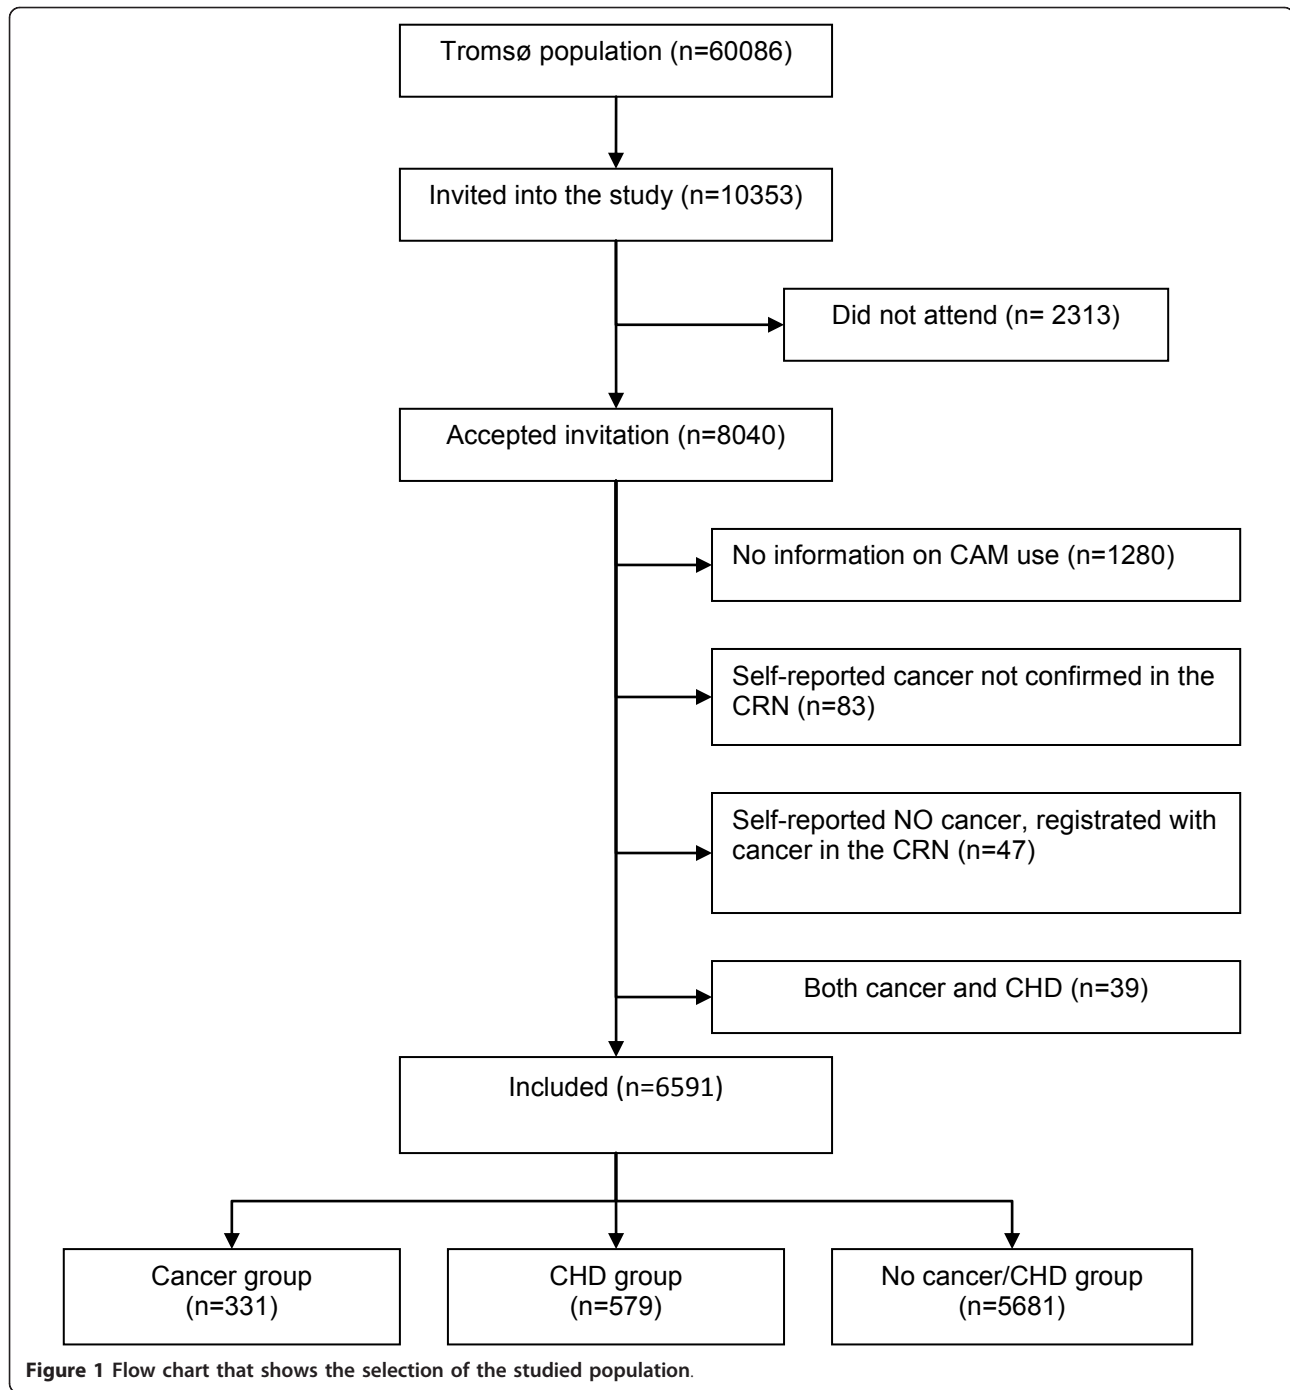 Tromsø population (n=60086)
Invited into the study (n=10353)
Did not attend (n= 2313)
Accepted invitation (n=8040)
No information on CAM use (n=1280)
Self-reported cancer not confirmed in the
CRN (n=83)
Self-reported NO cancer, registrated with
cancer in the CRN (n=47)
Both cancer and CHD (n=39)
Included (n=6591)
Cancer group
(n=331)
CHD group
(n=579)
No cancer/CHD group
(n=5681)
Figure 1 Flow chart that shows the selection of the studied population.